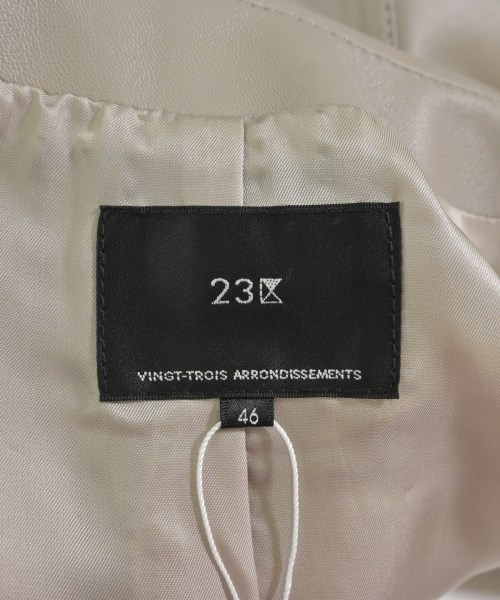 23区
VINGT-TROIS ARRONDISSEMENTS
46